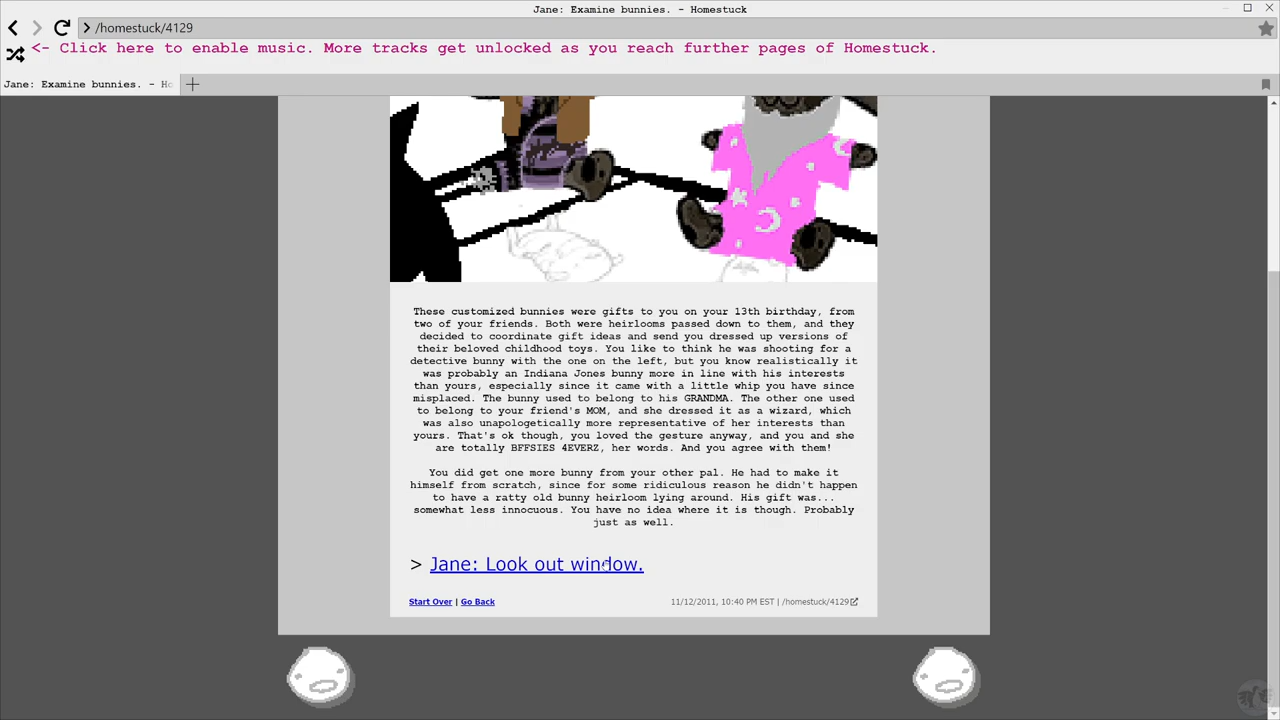 Jane: Examine bunnies. - Homestuck
/homestuck/4129
<- Click here to enable music. More tracks get unlocked as you reach further pages of Homestuck.
Jane: Examine bunnies. - Ho
These customized bunnies were gifts to you on your 13th birthday, from
two of your friends. Both were heirlooms passed down to them, and they
decided to coordinate gift ideas and send you dressed up versions of
their beloved childhood toys. You like to think he was shooting for a
detective bunny with the one on the left, but you know realistically it
was probably an Indiana Jones bunny more in line with his interests
than yours, especially since it came with a little whip you have since
misplaced. The bunny used to belong to his GRANDMA. The other one used
to belong to your friend's MOM, and she dressed it as a wizard, which
was also unapologetically more representative of her interests than
yours. That's ok though, you loved the gesture anyway, and you and she
are totally BFFSIES 4EVERZ, her words. And you agree with them!
You did get one more bunny from your other pal. He had to make it
himself from scratch, since for some ridiculous reason he didn't happen
to have a ratty old bunny heirloom lying around. His gift was...
somewhat less innocuous. You have no idea where it is though. Probably
just as well.
> Jane: Look out window.
Start Over | Go Back
11/12/2011, 10:40 PM EST | /homestuck/4129